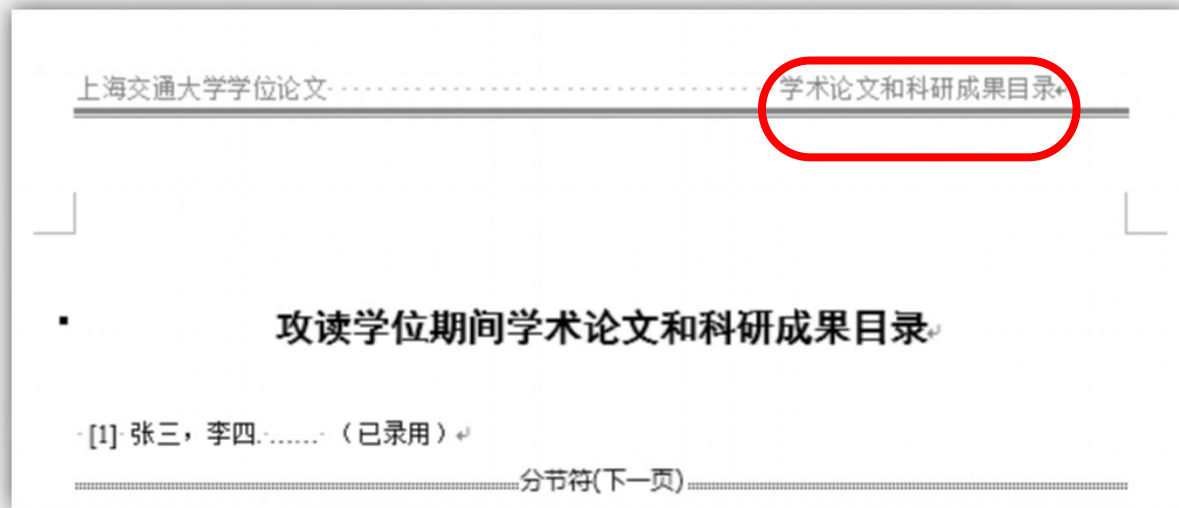 上海交通大学学位论文 学术论文和科研成果目录
攻读学位期间学术论文和科研成果目录
[1] 张三，李四. …… （已录用）
分节符(下一页)